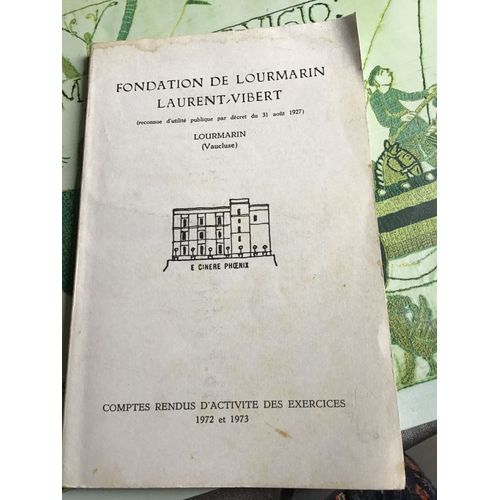 NIGIO:
FONDATION DE LOURMARIN
LAURENT-VIBERT
(reconnue d'utilité publique par décret du 31 août 1927)
LOURMARIN
(Vaucluse)
E CINERE PHŒNIX
COMPTES RENDUS D'ACTIVITE DES EXERCICES
1972 et 1973